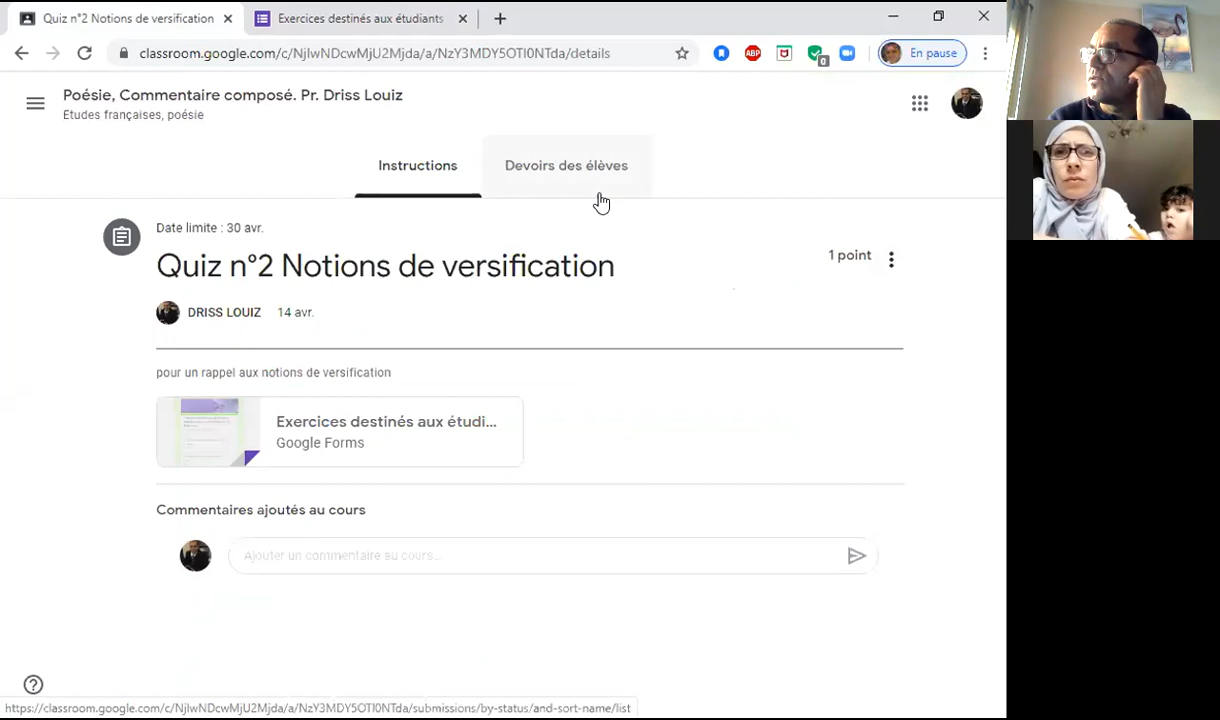 Quiz n°2 Notions de versification
Exercices destinés aux étudiants
classroom.google.com/c/NjIwNDcwMjU2Mjda/a/NzY3MDY5OTI0NTda/details
ABP
0
En pause
Poésie, Commentaire composé. Pr. Driss Louiz
Etudes françaises, poésie
Instructions
Devoirs des élèves
Date limite : 30 avr.
Quiz n°2 Notions de versification
1 point
DRISS LOUIZ 14 avr.
pour un rappel aux notions de versification
Exercices destinés aux étudi...
Google Forms
Commentaires ajoutés au cours
Ajouter un commentaire au cours...
https://classroom.google.com/c/NjIwNDcwMjU2Mjda/a/NzY3MDY5OTI0NTda/submissions/by-status/and-sort-name/list